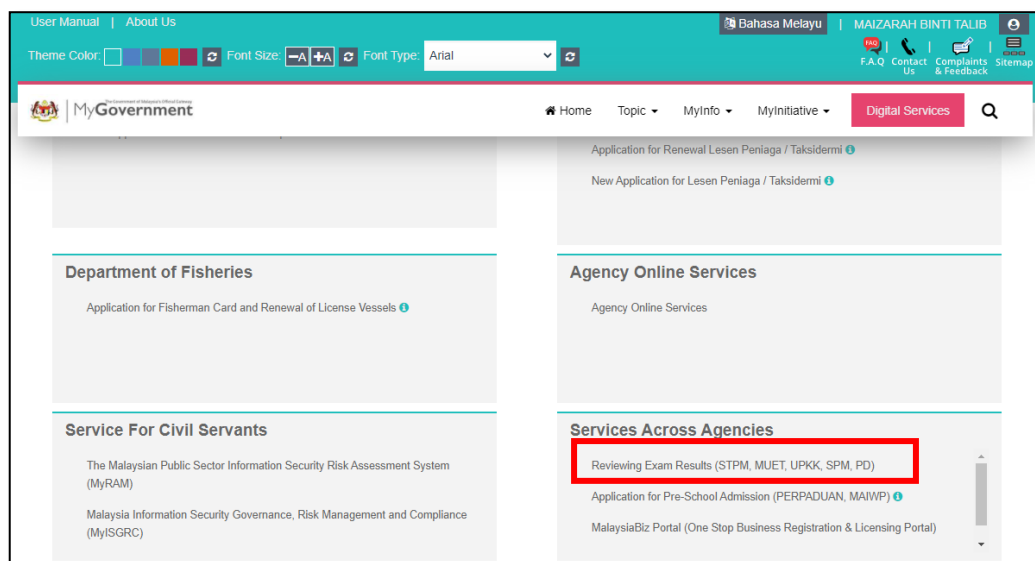 User Manual | About Us
Bahasa Melayu | MAIZARAH BINTI TALIB
Theme Color: Font Size: -A +A Font Type: Arial
FAQ
F.A.Q Contact Us Complaints & Feedback Sitemap
MyGovernment
Home Topic MyInfo MyInitiative Digital Services
Application for Renewal Lesen Peniaga / Taksidermi
New Application for Lesen Peniaga / Taksidermi
Department of Fisheries
Application for Fisherman Card and Renewal of License Vessels
Agency Online Services
Agency Online Services
Service For Civil Servants
The Malaysian Public Sector Information Security Risk Assessment System
(MyRAM)
Malaysia Information Security Governance, Risk Management and Compliance
(MyISGRC)
Services Across Agencies
Reviewing Exam Results (STPM, MUET, UPKK, SPM, PD)
Application for Pre-School Admission (PERPADUAN, MAIWP)
MalaysiaBiz Portal (One Stop Business Registration & Licensing Portal)